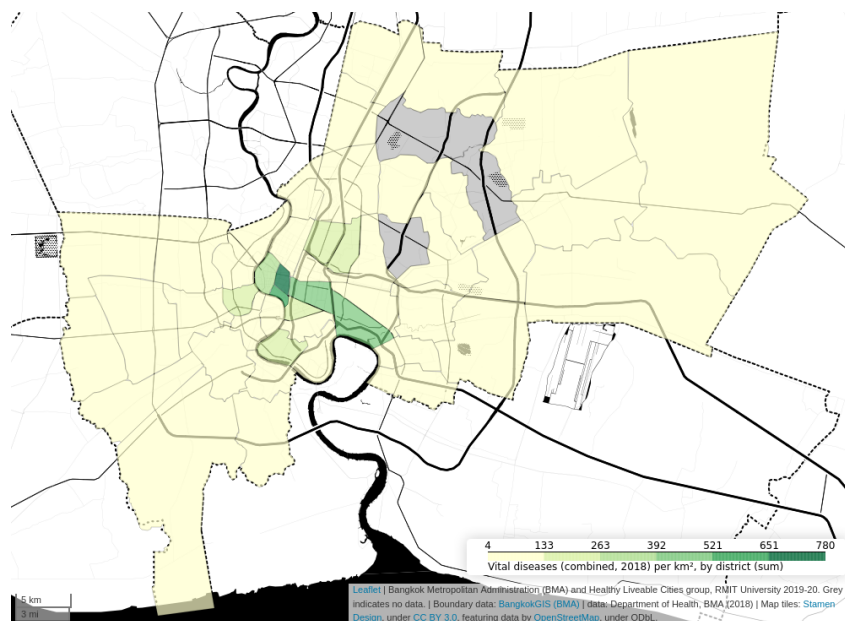 4 133 263 392 521 651 780
Vital diseases (combined, 2018) per km², by district (sum)
5 km
3 mi
Leaflet | Bangkok Metropolitan Administration (BMA) and Healthy Liveable Cities group, RMIT University 2019-20. Grey
indicates no data. | Boundary data: BangkokGIS (BMA) | data: Department of Health, BMA (2018) | Map tiles: Stamen
Design, under CC BY 3.0, featuring data by OpenStreetMap, under ODbL.